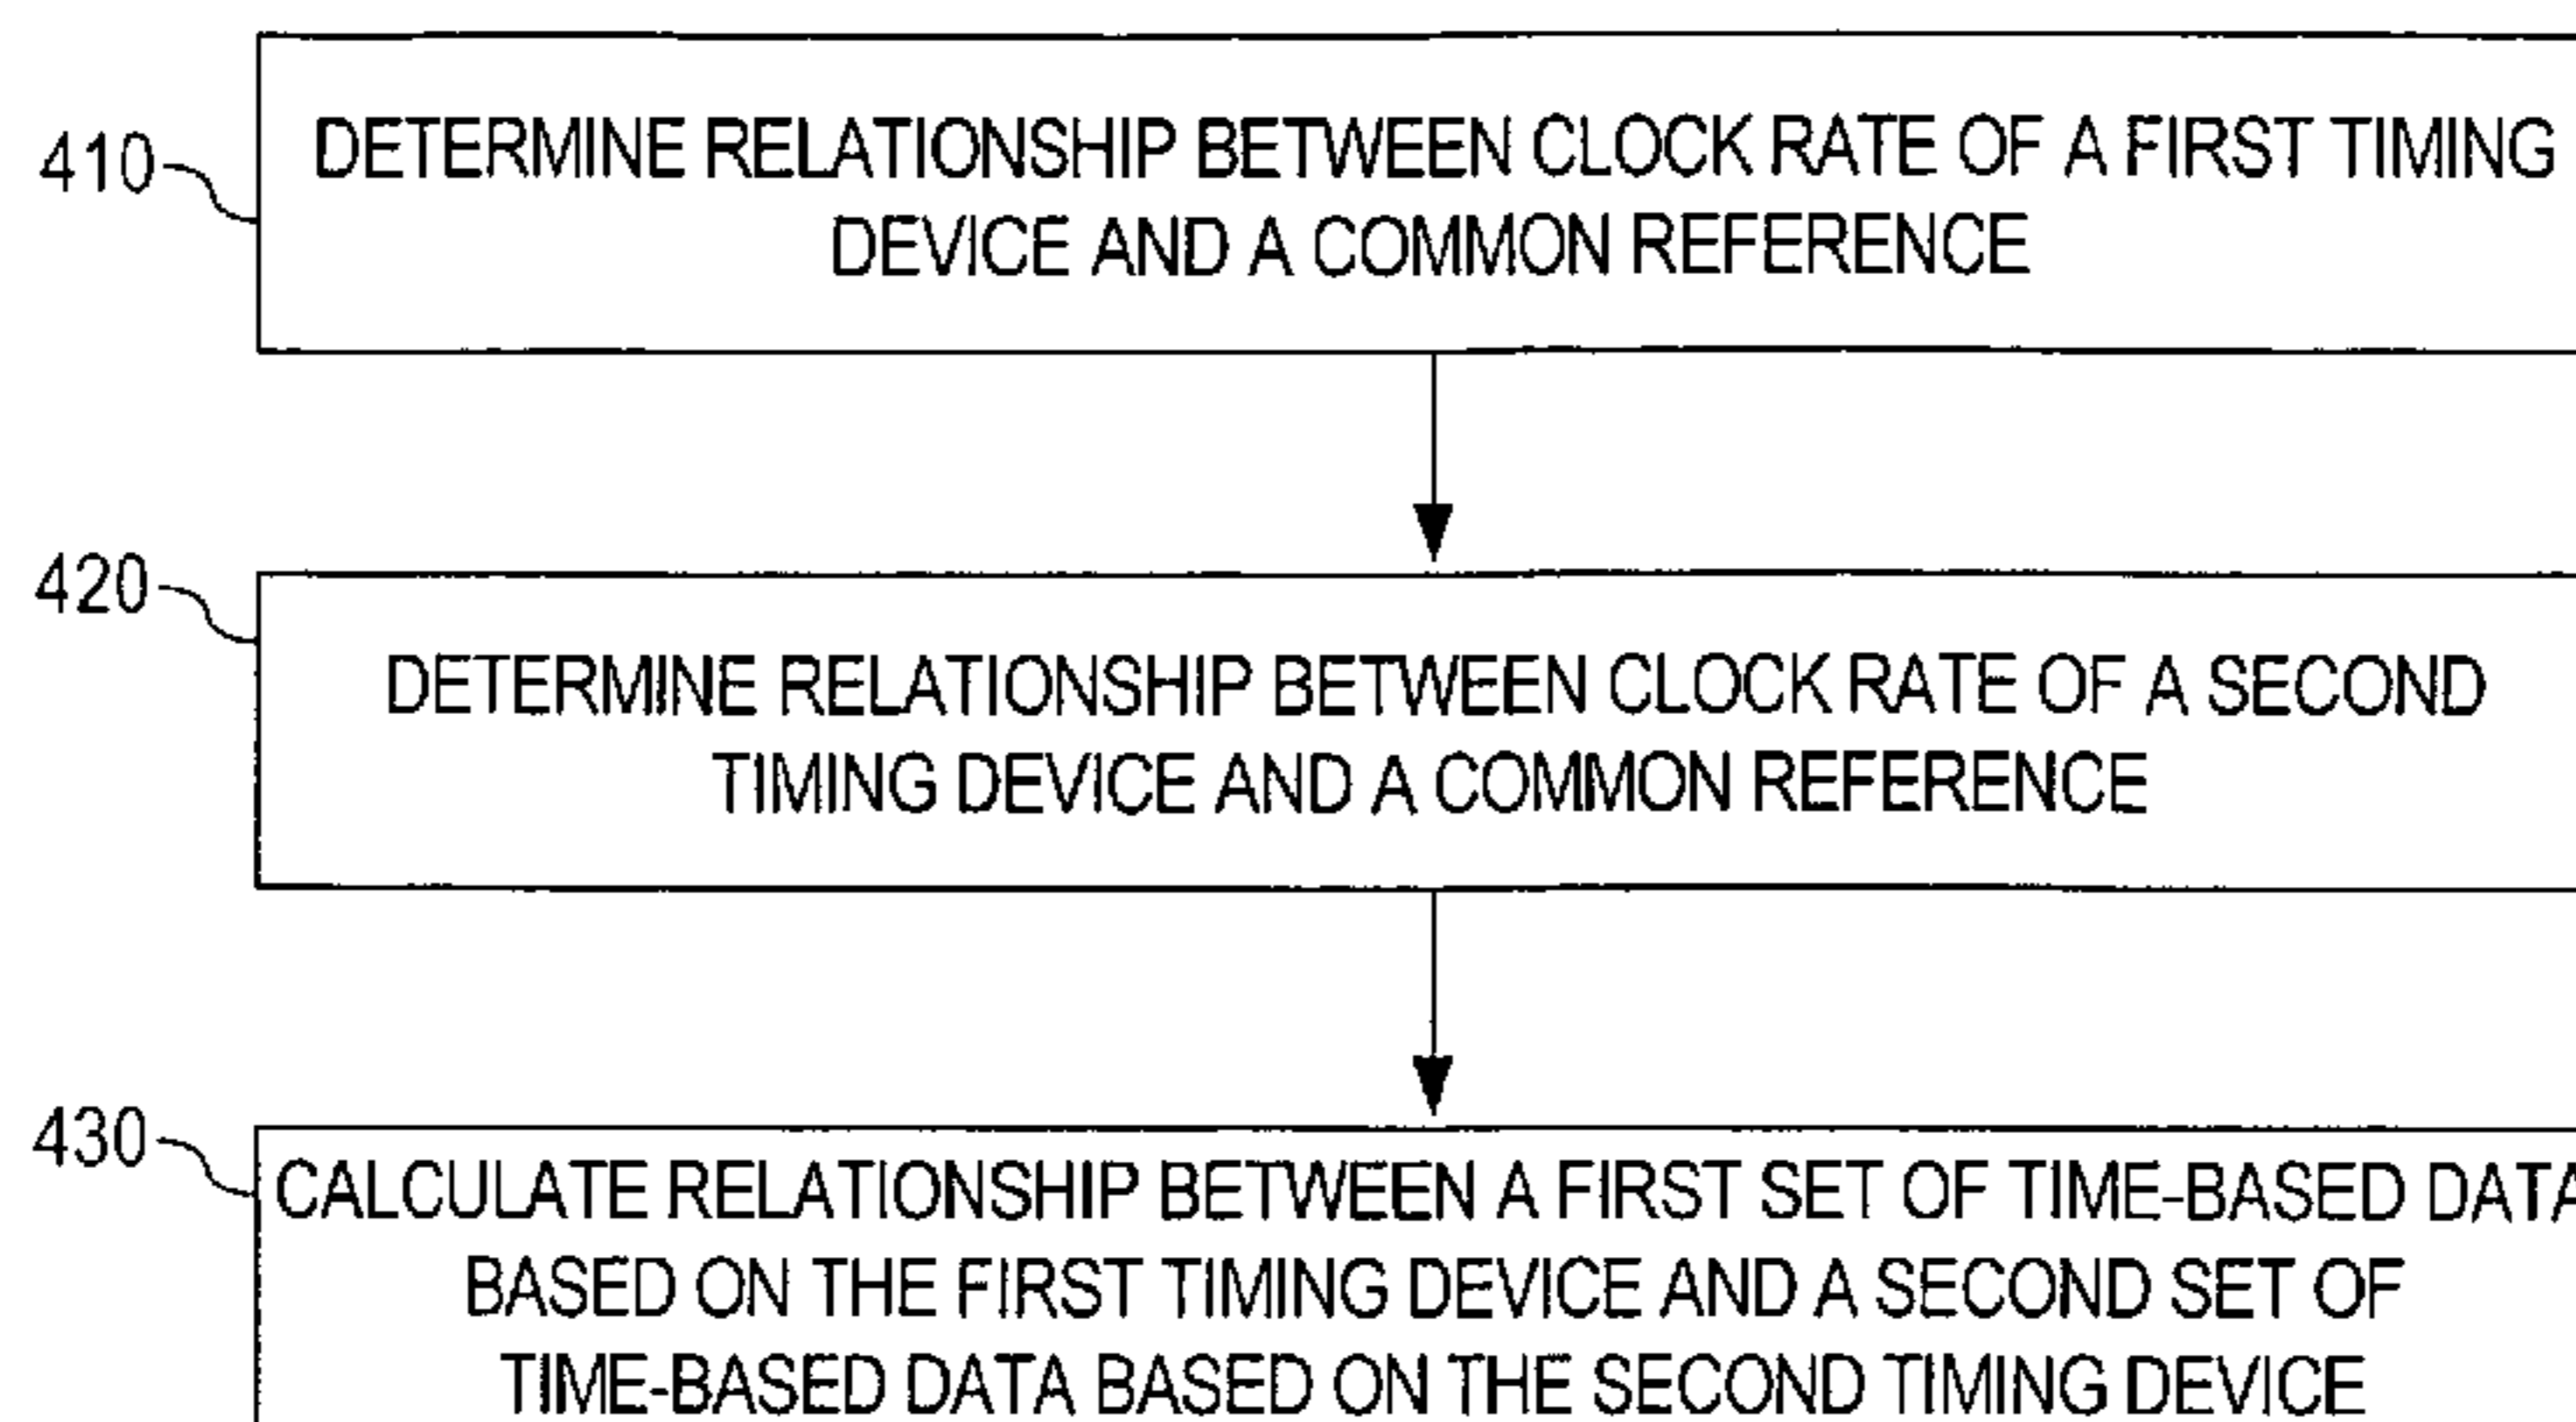 410
DETERMINE RELATIONSHIP BETWEEN CLOCK RATE OF A FIRST TIMING
DEVICE AND A COMMON REFERENCE
420
DETERMINE RELATIONSHIP BETWEEN CLOCK RATE OF A SECOND
TIMING DEVICE AND A COMMON REFERENCE
430
CALCULATE RELATIONSHIP BETWEEN A FIRST SET OF TIME-BASED DATA
BASED ON THE FIRST TIMING DEVICE AND A SECOND SET OF
TIME-BASED DATA BASED ON THE SECOND TIMING DEVICE